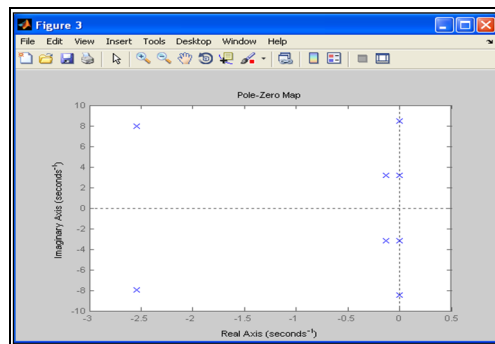 Figure 3
File Edit View Insert Tools Desktop Window Help
Pole-Zero Map
Imaginary Axis (seconds⁻¹)
10
8
6
4
2
0
-2
-4
-6
-8
-10
-3 -2.5 -2 -1.5 -1 -0.5 0 0.5
Real Axis (seconds⁻¹)